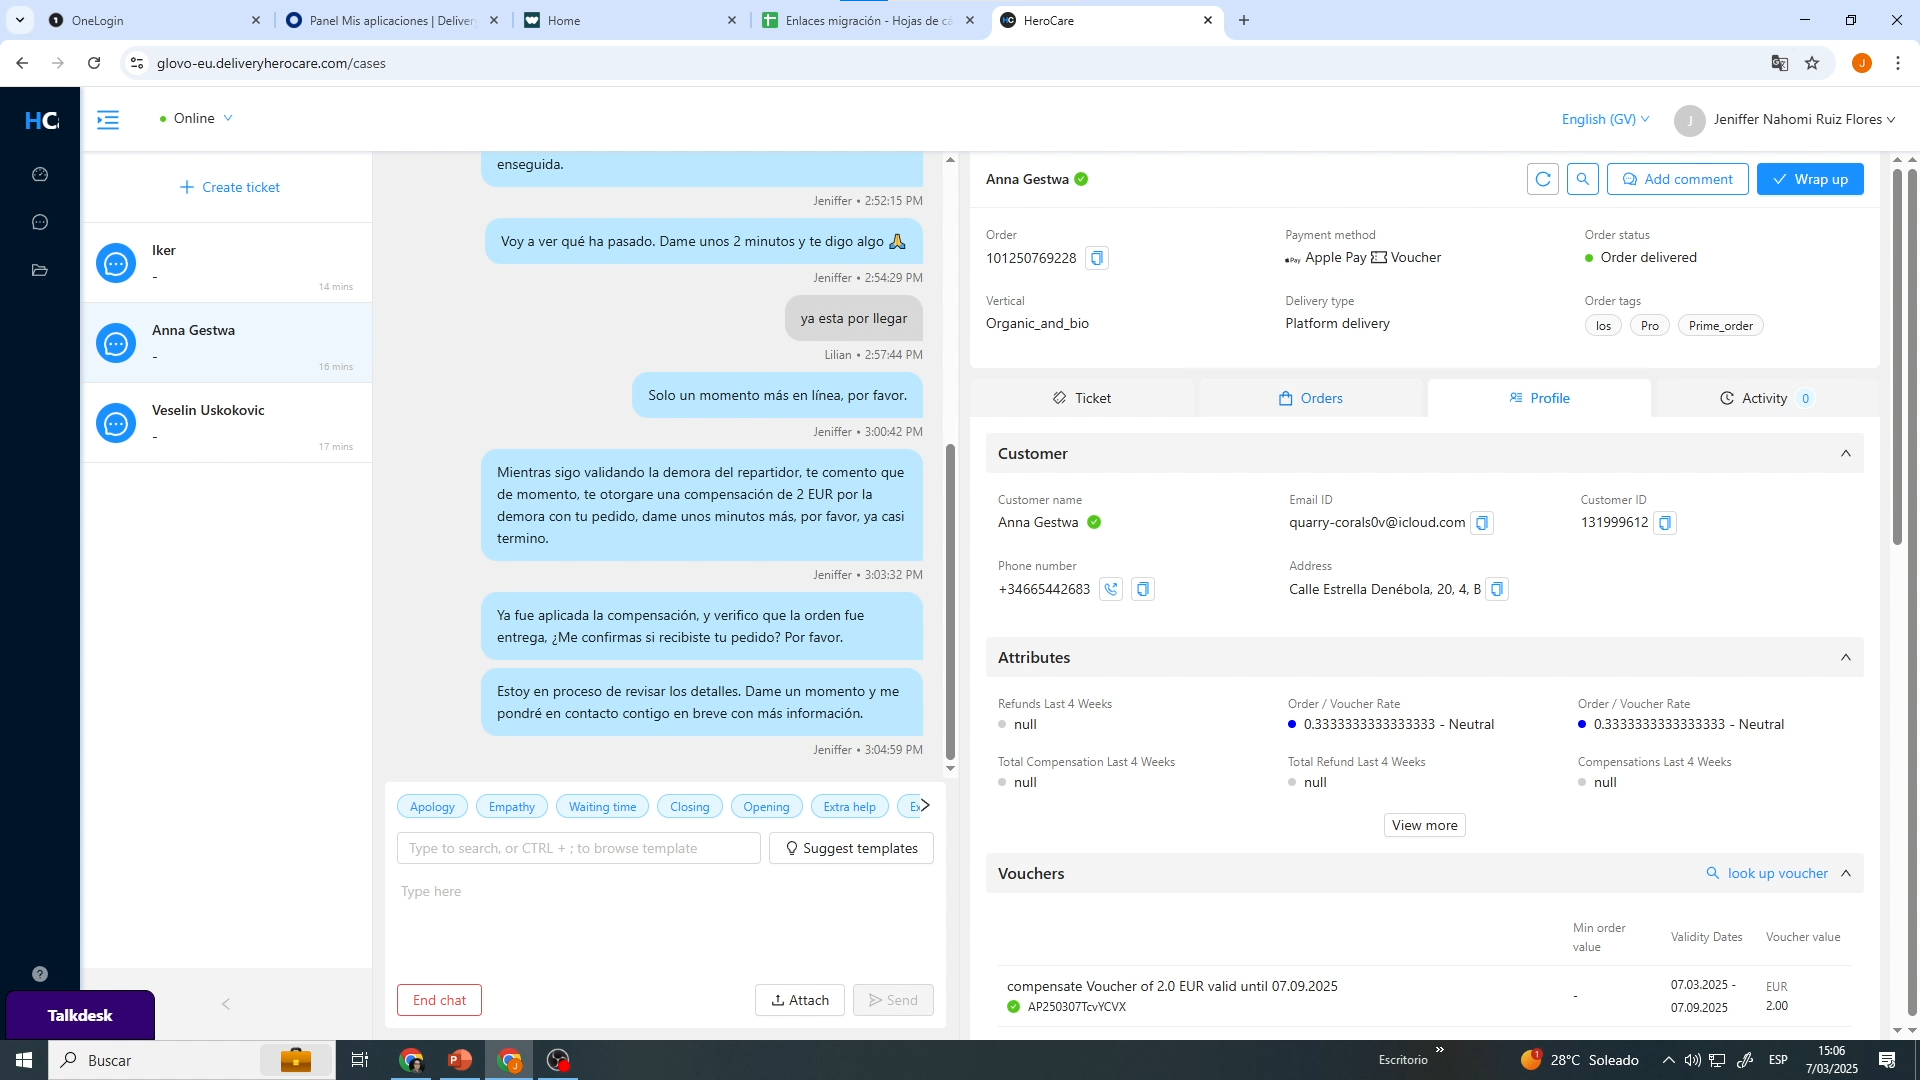 OneLogin
Panel Mis aplicaciones | Deliver
Home
Enlaces migración - Hojas de cá
HeroCare
glovo-eu.deliveryherocare.com/cases
J
HC
Online
English (GV)
J
Jeniffer Nahomi Ruiz Flores
Create ticket
Iker
-
14 mins
Anna Gestwa
-
16 mins
Veselin Uskokovic
-
17 mins
enseguida.
Jeniffer • 2:52:15 PM
Voy a ver qué ha pasado. Dame unos 2 minutos y te digo algo 🙏
Jeniffer • 2:54:29 PM
ya esta por llegar
Lilian • 2:57:44 PM
Solo un momento más en línea, por favor.
Jeniffer • 3:00:42 PM
Mientras sigo validando la demora del repartidor, te comento que
de momento, te otorgare una compensación de 2 EUR por la
demora con tu pedido, dame unos minutos más, por favor, ya casi
termino.
Jeniffer • 3:03:32 PM
Ya fue aplicada la compensación, y verifico que la orden fue
entrega, ¿Me confirmas si recibiste tu pedido? Por favor.
Estoy en proceso de revisar los detalles. Dame un momento y me
pondré en contacto contigo en breve con más información.
Jeniffer • 3:04:59 PM
Apology Empathy Waiting time Closing Opening Extra help Ex
Type to search, or CTRL + ; to browse template
Suggest templates
Type here
End chat
Attach
Send
Anna Gestwa
Add comment
Wrap up
Order
101250769228
Payment method
Pay Apple Pay Voucher
Order status
Order delivered
Vertical
Organic_and_bio
Delivery type
Platform delivery
Order tags
Ios Pro Prime_order
Ticket
Orders
Profile
Activity 0
Customer
Customer name
Anna Gestwa
Email ID
quarry-corals0v@icloud.com
Customer ID
131999612
Phone number
+34665442683
Address
Calle Estrella Denébola, 20, 4, B
Attributes
Refunds Last 4 Weeks
null
Order / Voucher Rate
0.3333333333333333 - Neutral
Order / Voucher Rate
0.3333333333333333 - Neutral
Total Compensation Last 4 Weeks
null
Total Refund Last 4 Weeks
null
Compensations Last 4 Weeks
null
View more
Vouchers
look up voucher
Min order
value
Validity Dates
Voucher value
compensate Voucher of 2.0 EUR valid until 07.09.2025
AP250307TcvYCVX
-
07.03.2025 -
07.09.2025
EUR
2.00
Talkdesk
Buscar
Escritorio
28°C Soleado
ESP
15:06
7/03/2025